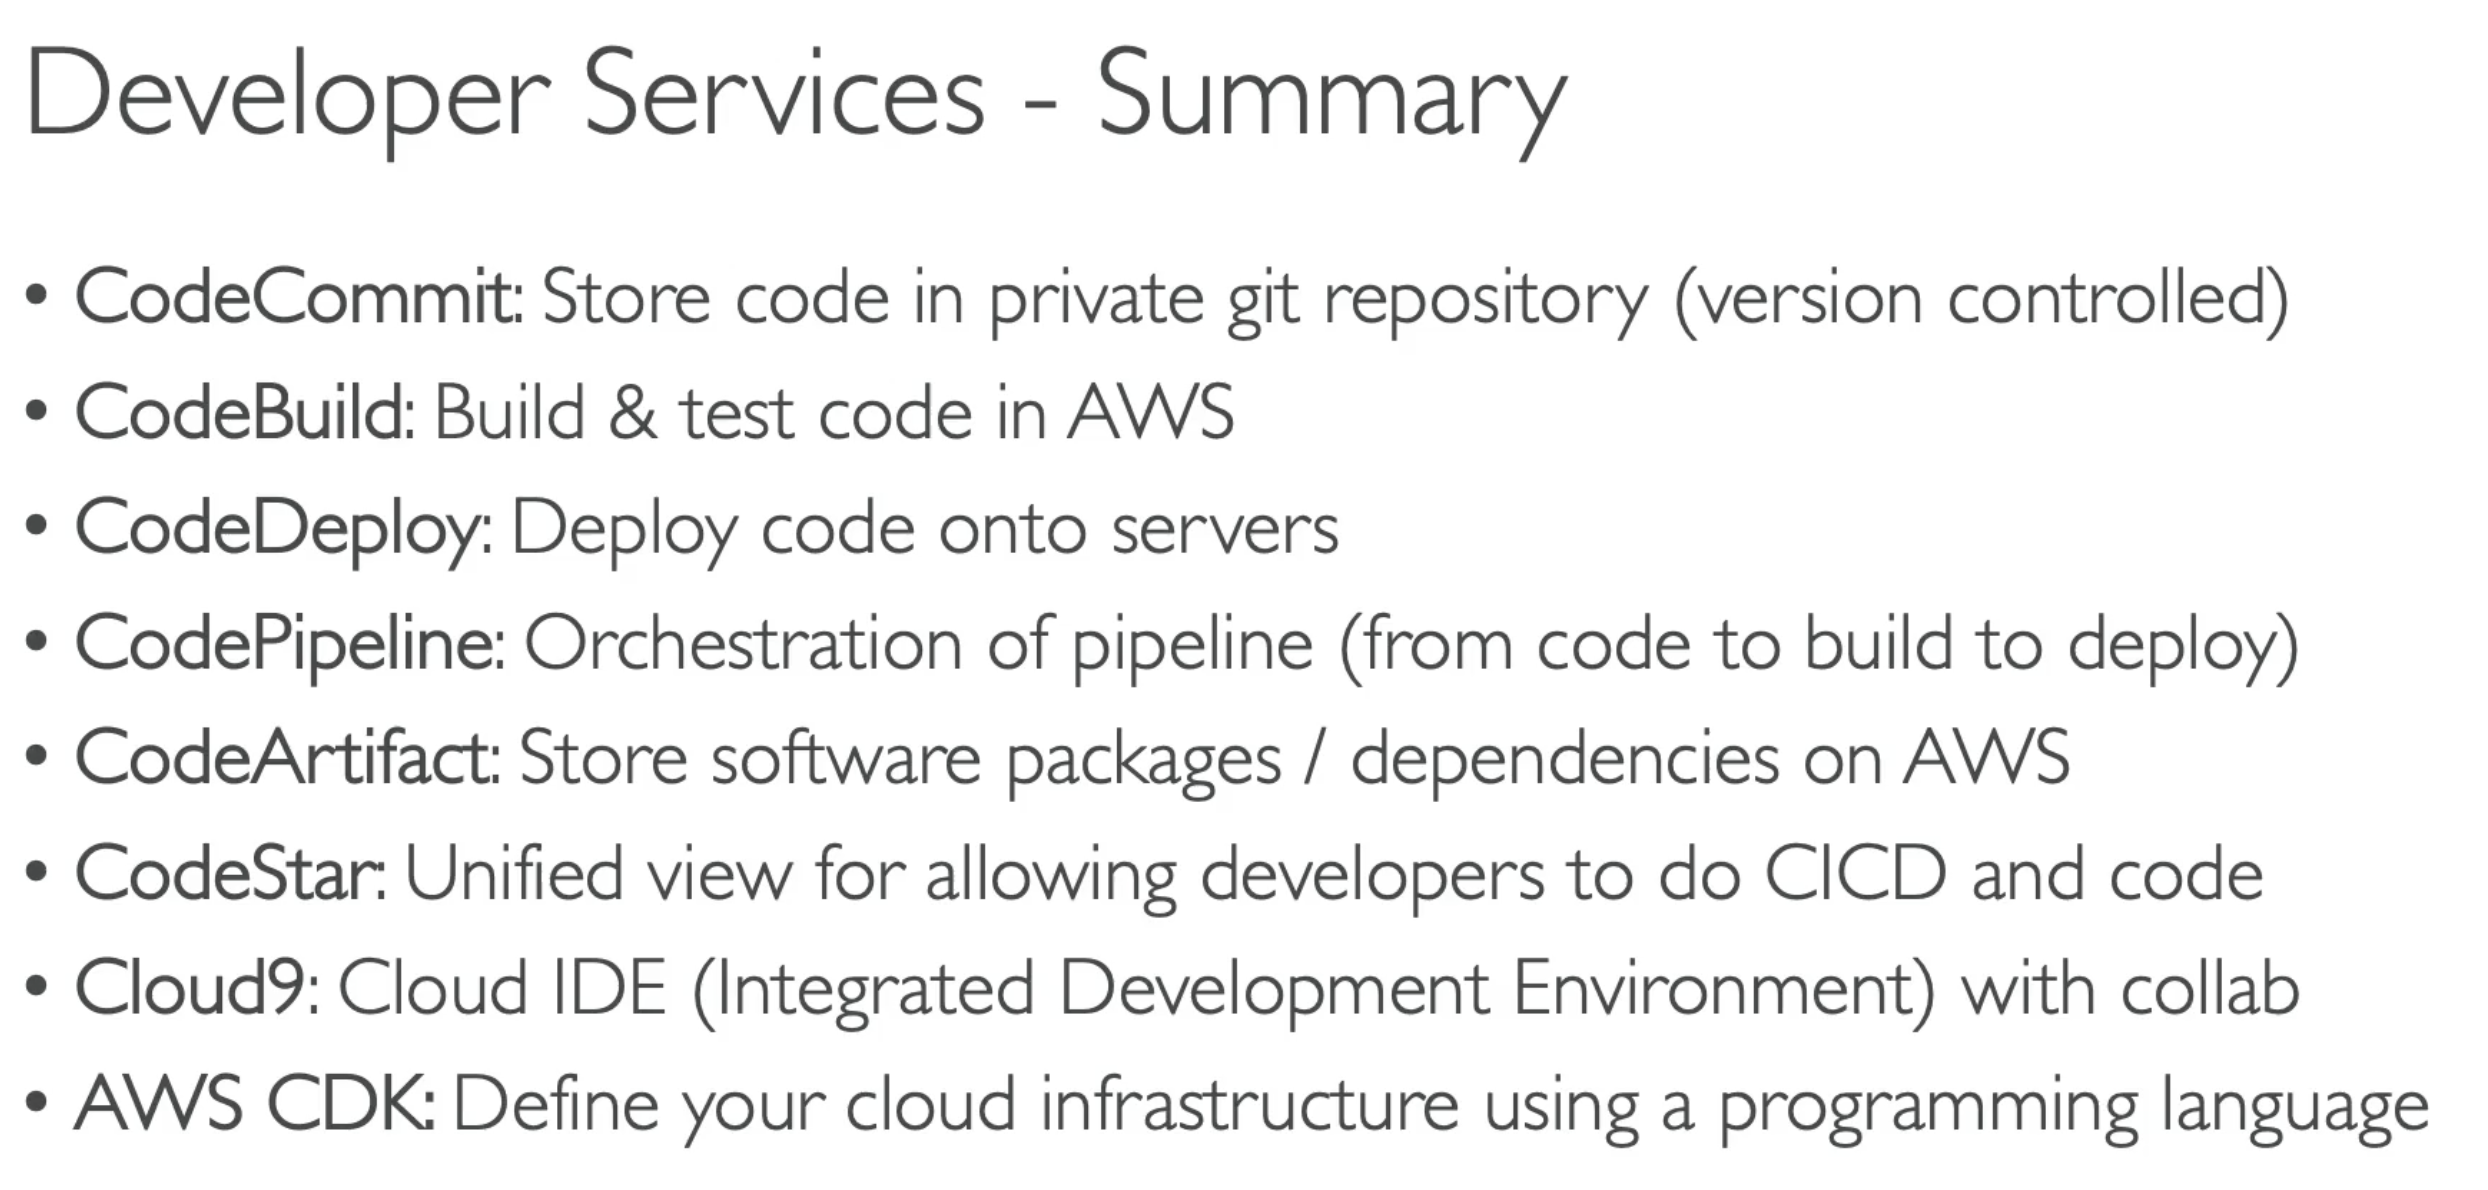 Developer Services - Summary
• CodeCommit: Store code in private git repository (version controlled)
• CodeBuild: Build & test code in AWS
• CodeDeploy: Deploy code onto servers
• CodePipeline: Orchestration of pipeline (from code to build to deploy)
• CodeArtifact: Store software packages / dependencies on AWS
• CodeStar: Unified view for allowing developers to do CICD and code
• Cloud9: Cloud IDE (Integrated Development Environment) with collab
• AWS CDK: Define your cloud infrastructure using a programming language